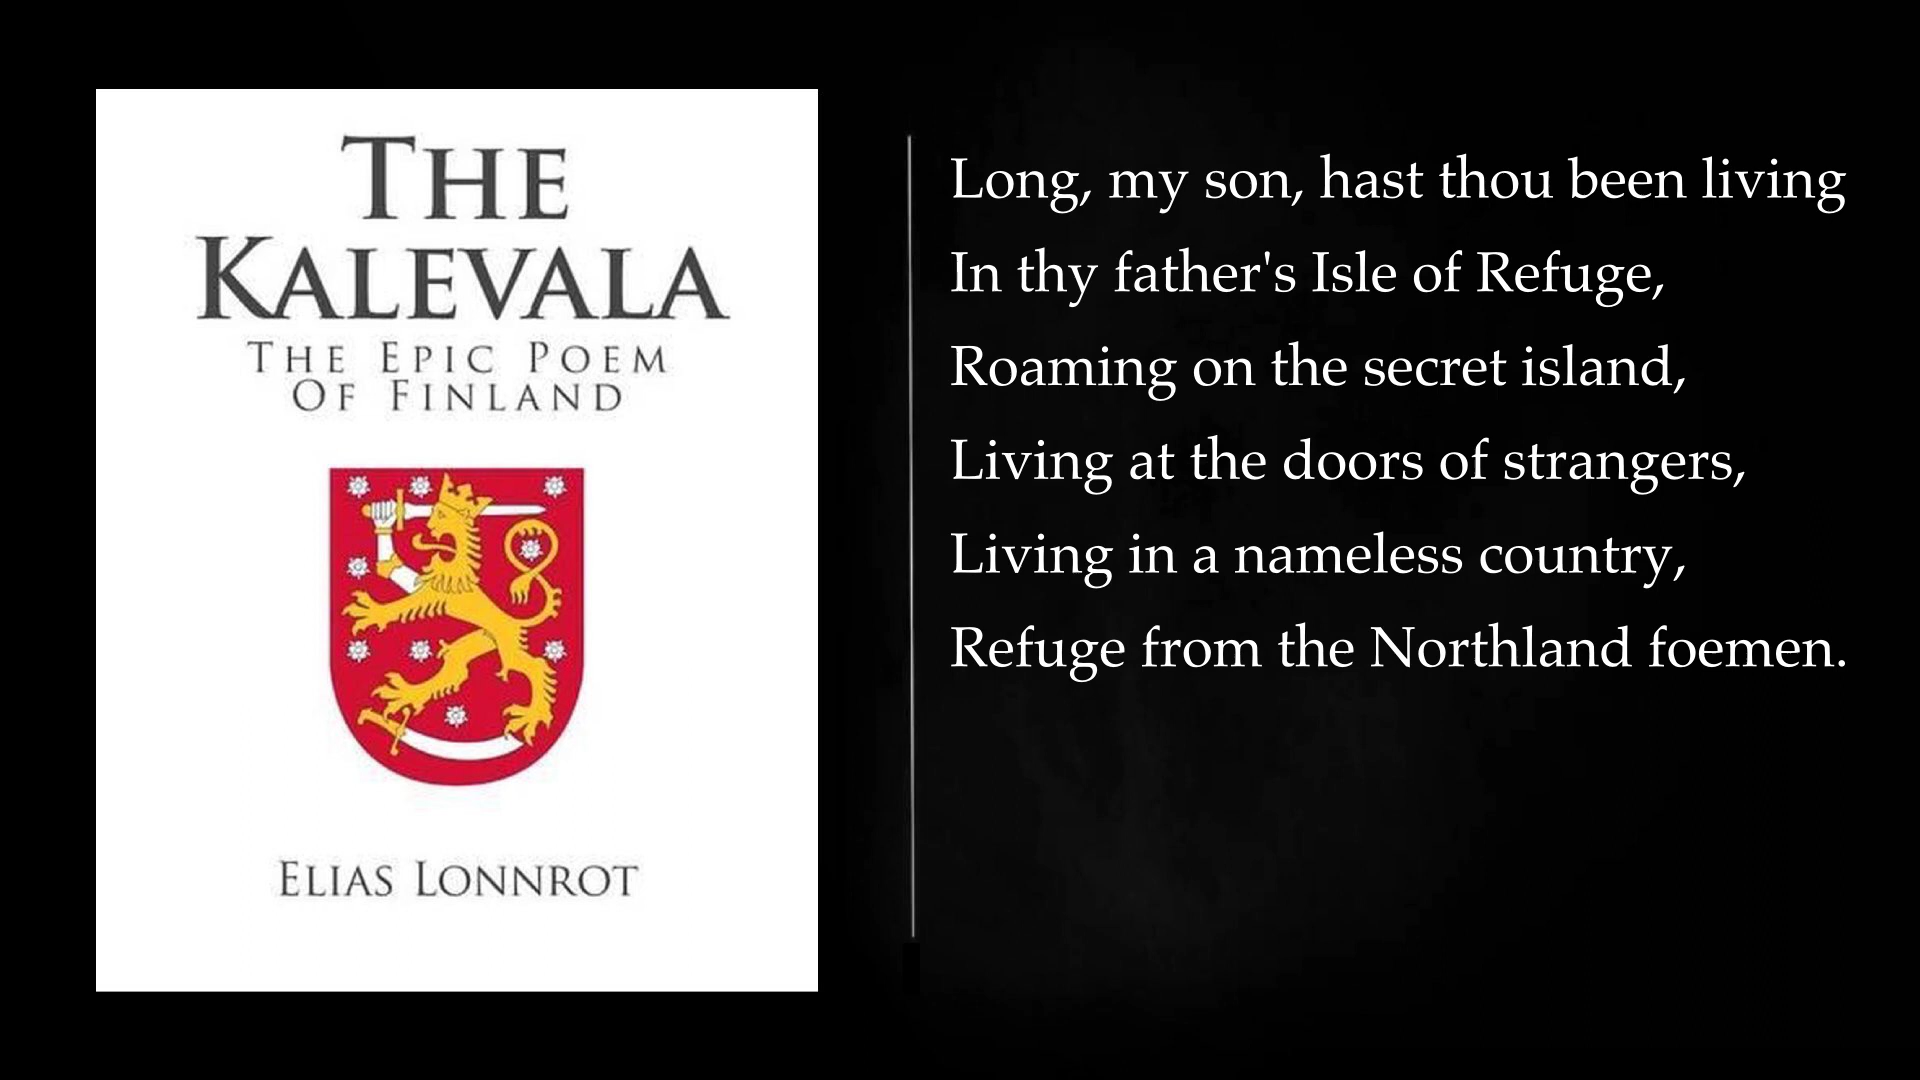 THE
KALEVALA
THE EPIC POEM
OF FINLAND
ELIAS LONNROT
Long, my son, hast thou been living
In thy father's Isle of Refuge,
Roaming on the secret island,
Living at the doors of strangers,
Living in a nameless country,
Refuge from the Northland foemen.